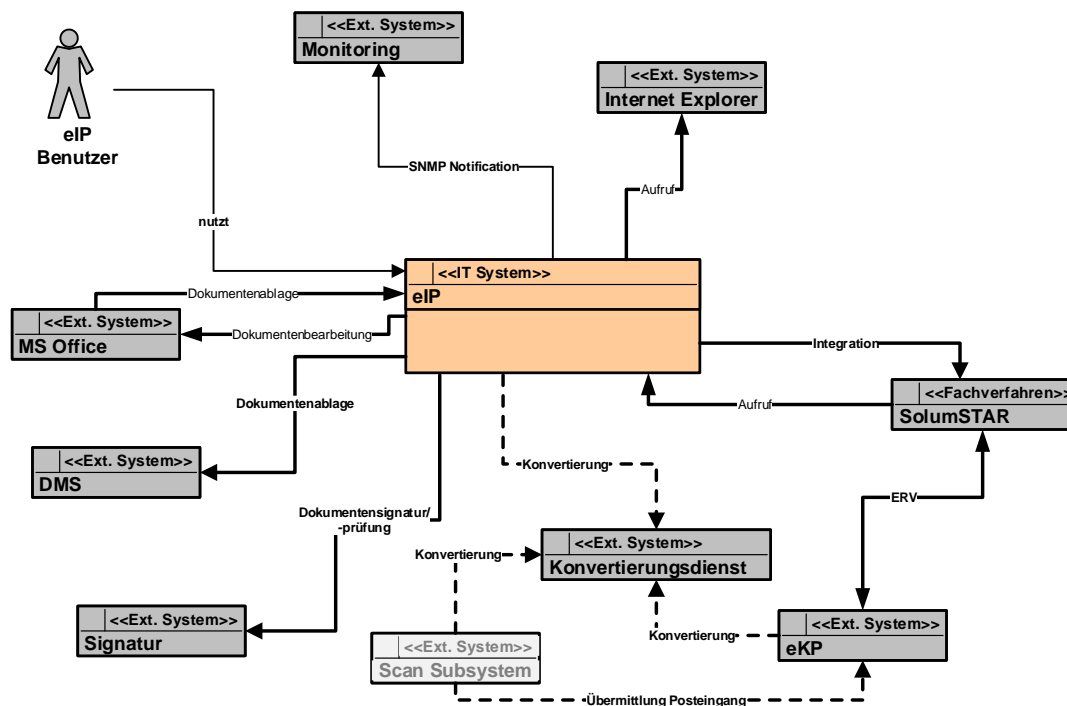 <<Ext. System>>
Monitoring
<<Ext. System>>
Internet Explorer
eIP
Benutzer
SNMP Notification
Aufruf
nutzt
<<IT System>>
eIP
Dokumentenablage
<<Ext. System>>
MS Office
Dokumentenbearbeitung
Integration
Dokumentenablage
Aufruf
<<Fachverfahren>>
SolumSTAR
<<Ext. System>>
DMS
Konvertierung
ERV
Dokumentensignatur/
-prüfung
Konvertierung
<<Ext. System>>
Konvertierungsdienst
<<Ext. System>>
Signatur
Konvertierung
<<Ext. System>>
eKP
<<Ext. System>>
Scan Subsystem
Übermittlung Posteingang